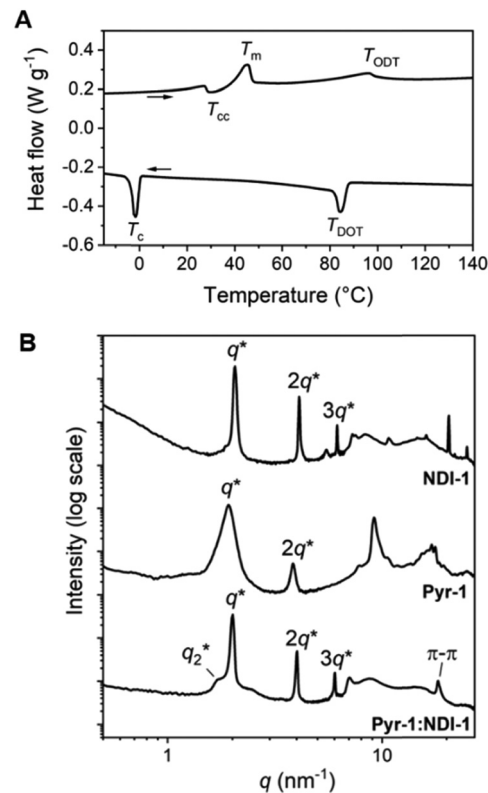 A
0.4
0.2
0.0
-0.2
-0.4
-0.6
Heat flow (W g⁻¹)
Tm
TODT
Tcc
Tc
TDOT
0 20 40 60 80 100 120 140
Temperature (°C)
B
Intensity (log scale)
q*
2q*
3q*
NDI-1
q*
2q*
Pyr-1
q*
q₂*
2q*
3q*
π-π
Pyr-1:NDI-1
1 10
q (nm⁻¹)